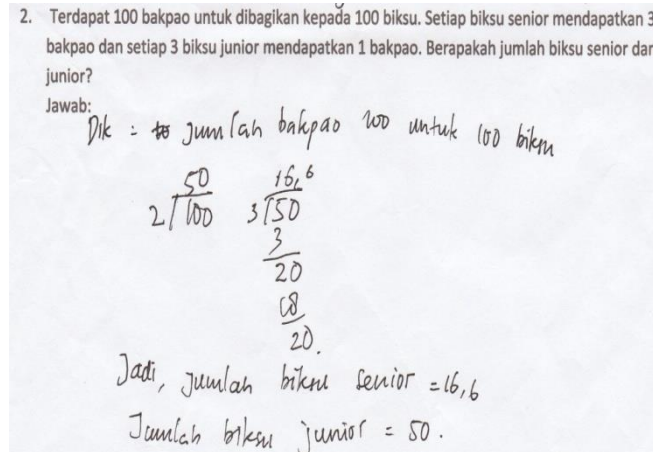 2. Terdapat 100 bakpao untuk dibagikan kepada 100 biksu. Setiap biksu senior mendapatkan 3
bakpao dan setiap 3 biksu junior mendapatkan 1 bakpao. Berapakah jumlah biksu senior dan
junior?
Jawab:
Dik : Jumlah bakpao 100 untuk 100 biksu
50 16,6
2/100 3/50
3
20
18
20.
Jadi, Jumlah biksu senior = 16,6
Jumlah biksu junior = 50.